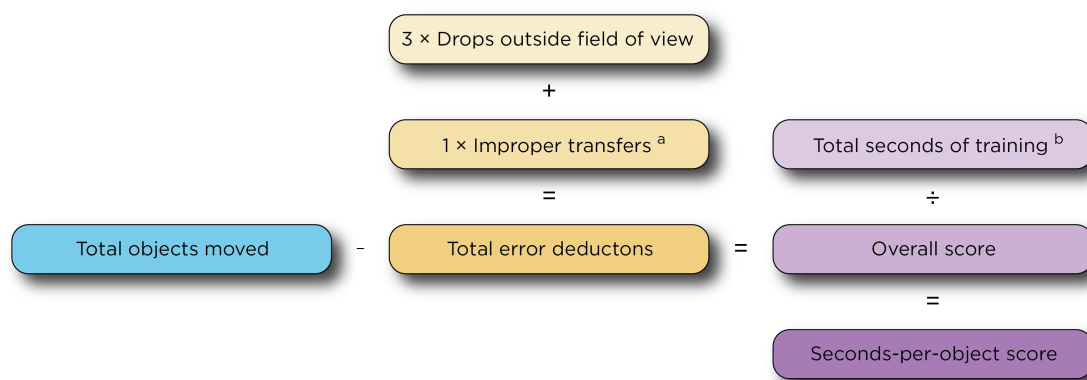 3 × Drops outside field of view
+
1 × Improper transfers a
Total seconds of training b
=
÷
Total objects moved - Total error deductons = Overall score
=
Seconds-per-object score